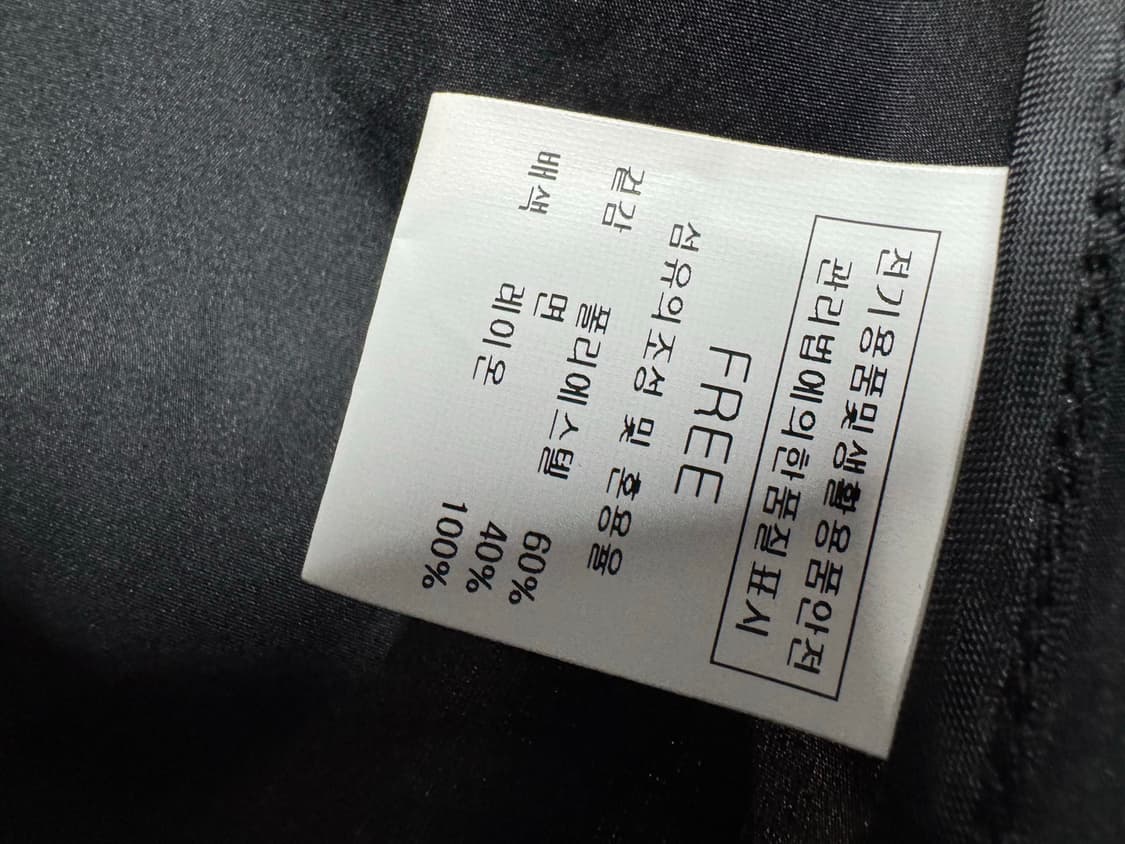 전기용품및생활용품안전
관리법에의한품질표시
FREE
섬유의조성 및 혼용율
겉감 폴리에스텔 60%
면 40%
배색 레이온 100%